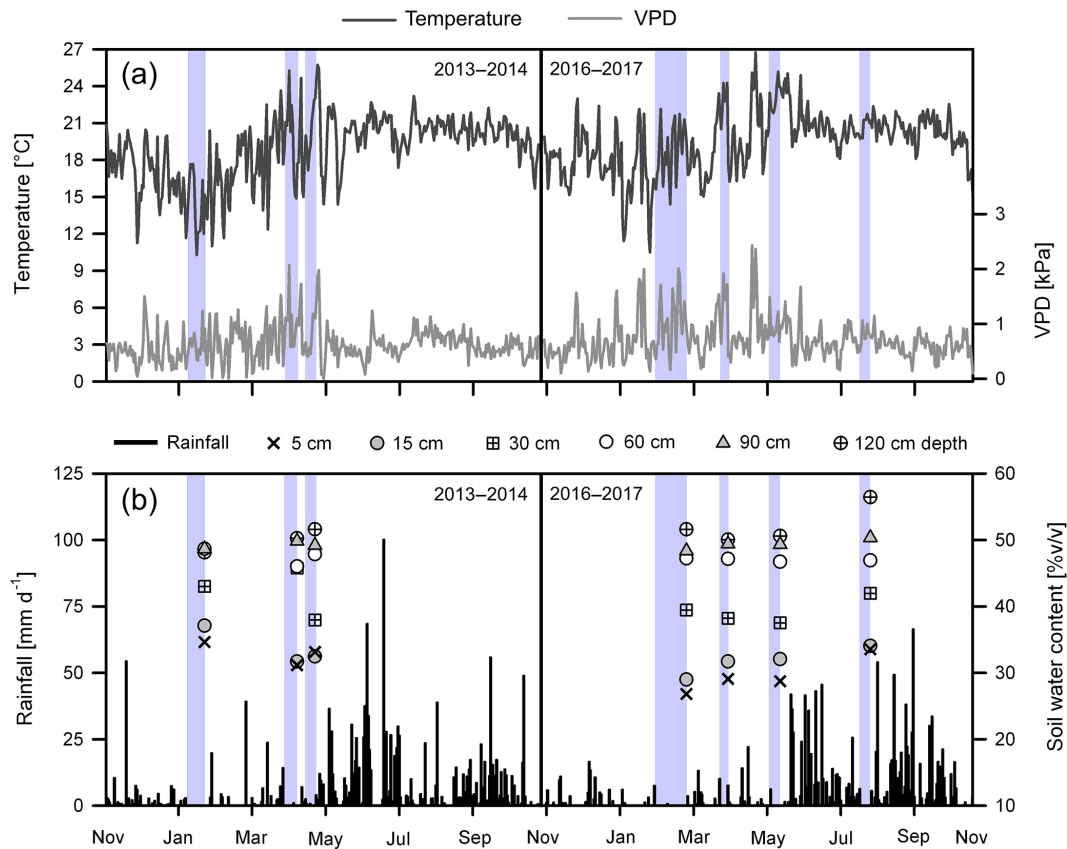 Temperature VPD
27
(a) 2013–2014 2016–2017
24
21
18
15
12
9
6
3
0
Temperature [°C]
3
2
1
0
VPD [kPa]
Rainfall 5 cm 15 cm 30 cm 60 cm 90 cm 120 cm depth
125 60
(b) 2013–2014 2016–2017
100 50
75 40
50 30
25 20
0 10
Rainfall [mm d⁻¹]
Soil water content [%v/v]
Nov Jan Mar May Jul Sep Nov Jan Mar May Jul Sep Nov